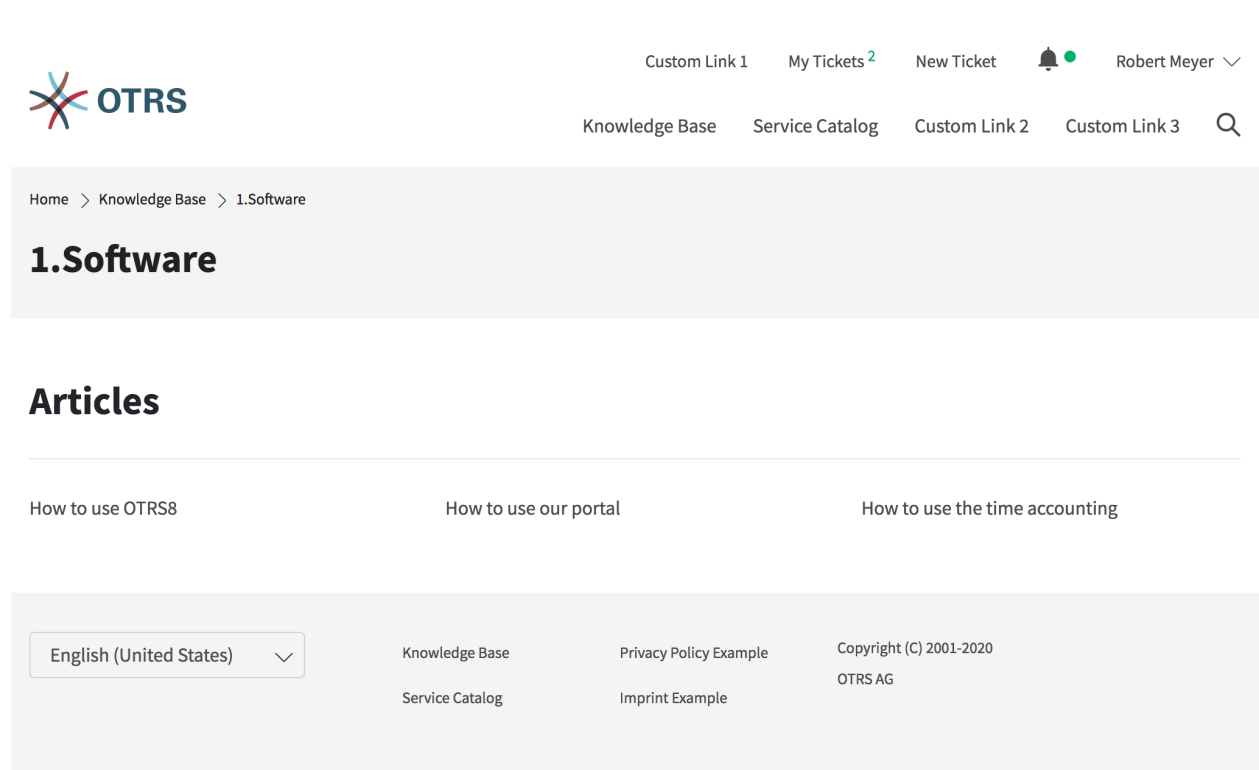 Custom Link 1 My Tickets 2 New Ticket Robert Meyer
OTRS
Knowledge Base Service Catalog Custom Link 2 Custom Link 3
Home Knowledge Base 1.Software
1.Software
Articles
How to use OTRS8 How to use our portal How to use the time accounting
English (United States) Knowledge Base Privacy Policy Example Copyright (C) 2001-2020
OTRS AG
Service Catalog Imprint Example